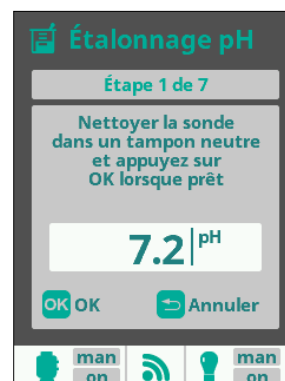 Étalonnage pH
Étape 1 de 7
Nettoyer la sonde
dans un tampon neutre
et appuyez sur
OK lorsque prêt
7.2 pH
OK OK
Annuler
man
man
on
on